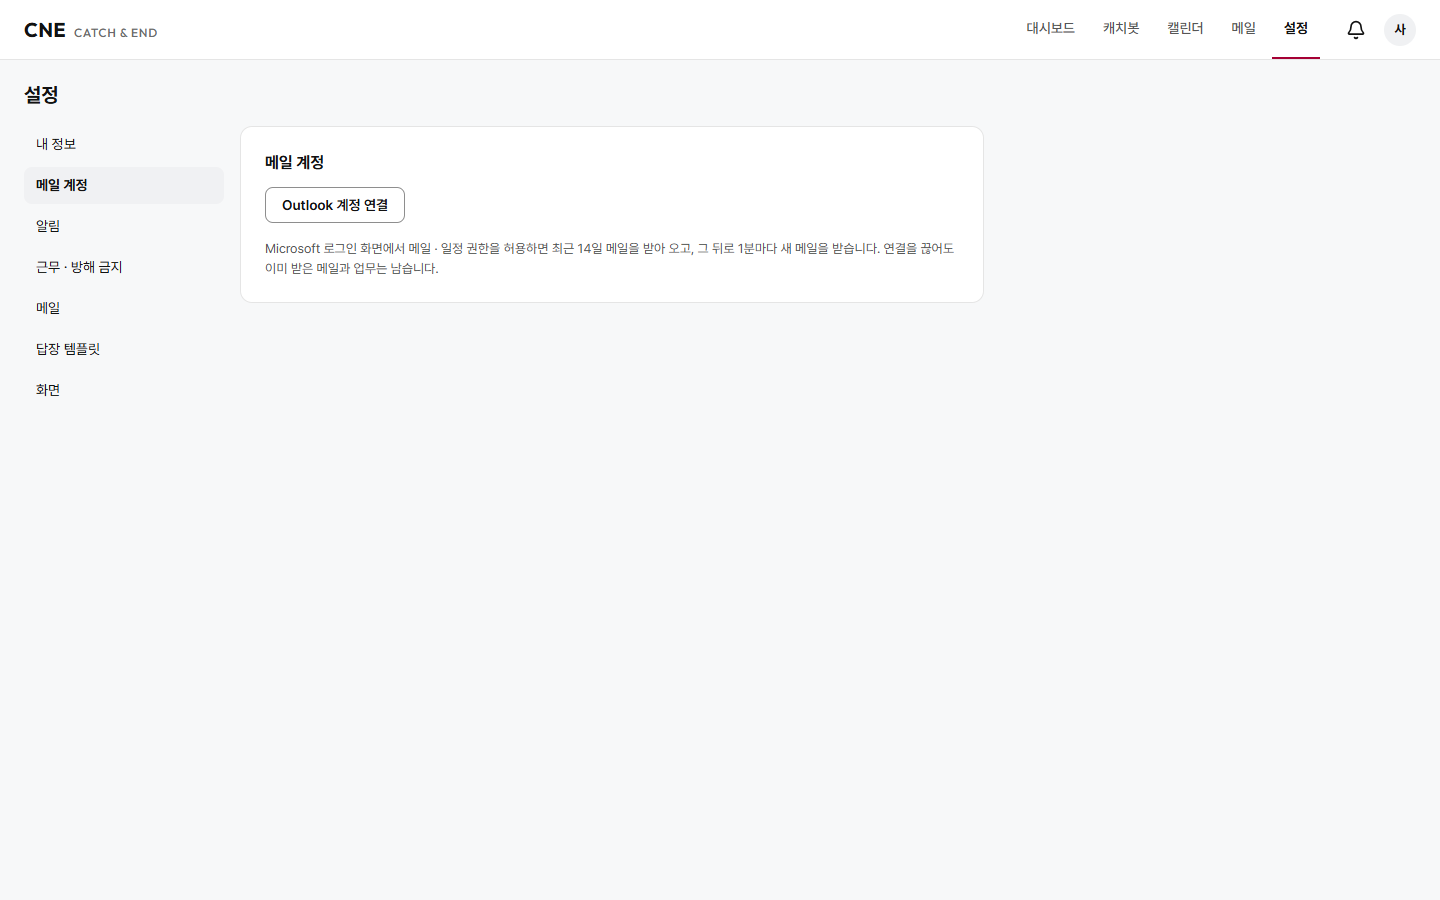 CNE CATCH & END
대시보드 캐치봇 캘린더 메일 설정 사
설정
내 정보
메일 계정
알림
근무 · 방해 금지
메일
답장 템플릿
화면
메일 계정
Outlook 계정 연결
Microsoft 로그인 화면에서 메일 · 일정 권한을 허용하면 최근 14일 메일을 받아 오고, 그 뒤로 1분마다 새 메일을 받습니다. 연결을 끊어도
이미 받은 메일과 업무는 남습니다.